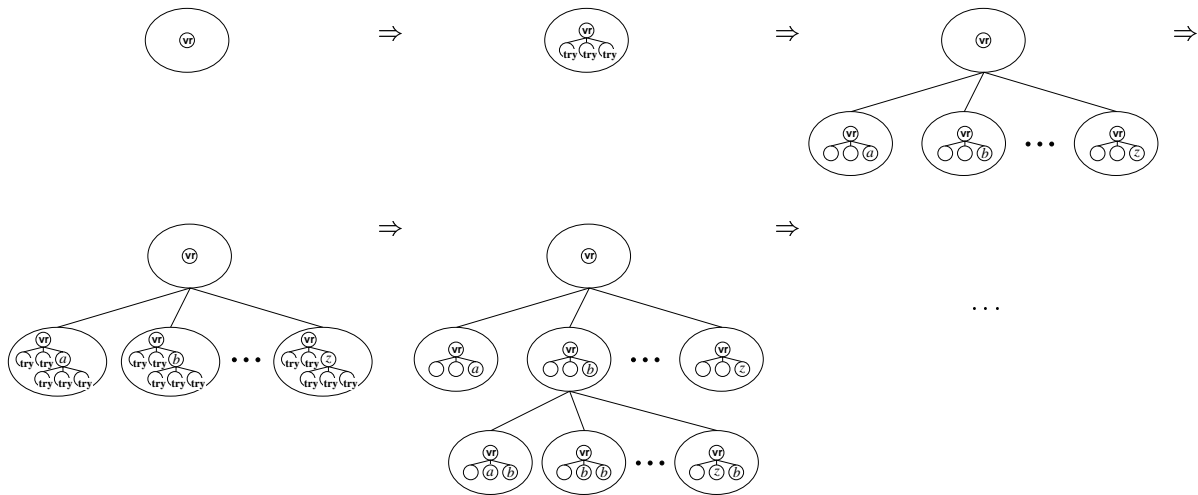 vr ⇒ vr ⇒ vr ⇒
try try try
vr vr • • • vr
a b z
vr ⇒ vr ⇒
vr vr vr vr vr • • • vr
try try a try try b • • • try try z a b z
try try try try try try try try try
vr vr • • • vr
a b b b z b
. . .